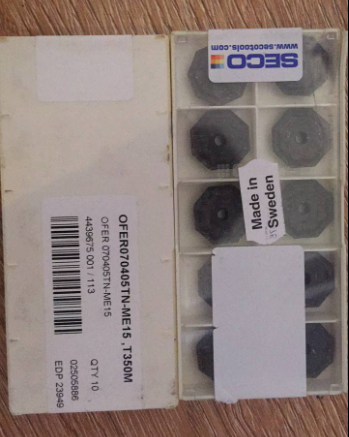 SECO
www.secotools.com
Made in
Sweden
OFER070405TN-ME15 ,T350M
OFER 070405TN-ME15
QTY 10
4439675 001 / 113
02505886
EDP 23949